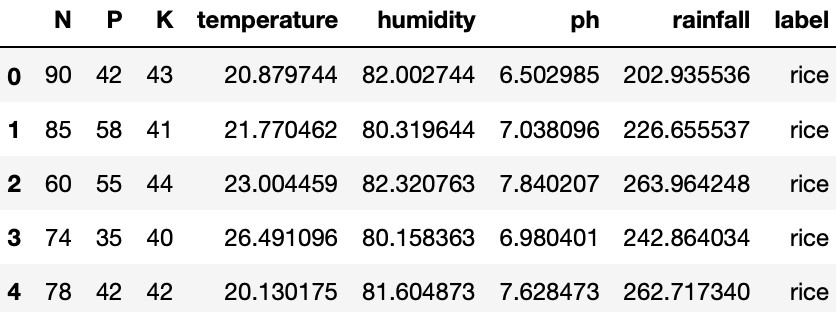 N P K temperature humidity ph rainfall label
0 90 42 43 20.879744 82.002744 6.502985 202.935536 rice
1 85 58 41 21.770462 80.319644 7.038096 226.655537 rice
2 60 55 44 23.004459 82.320763 7.840207 263.964248 rice
3 74 35 40 26.491096 80.158363 6.980401 242.864034 rice
4 78 42 42 20.130175 81.604873 7.628473 262.717340 rice